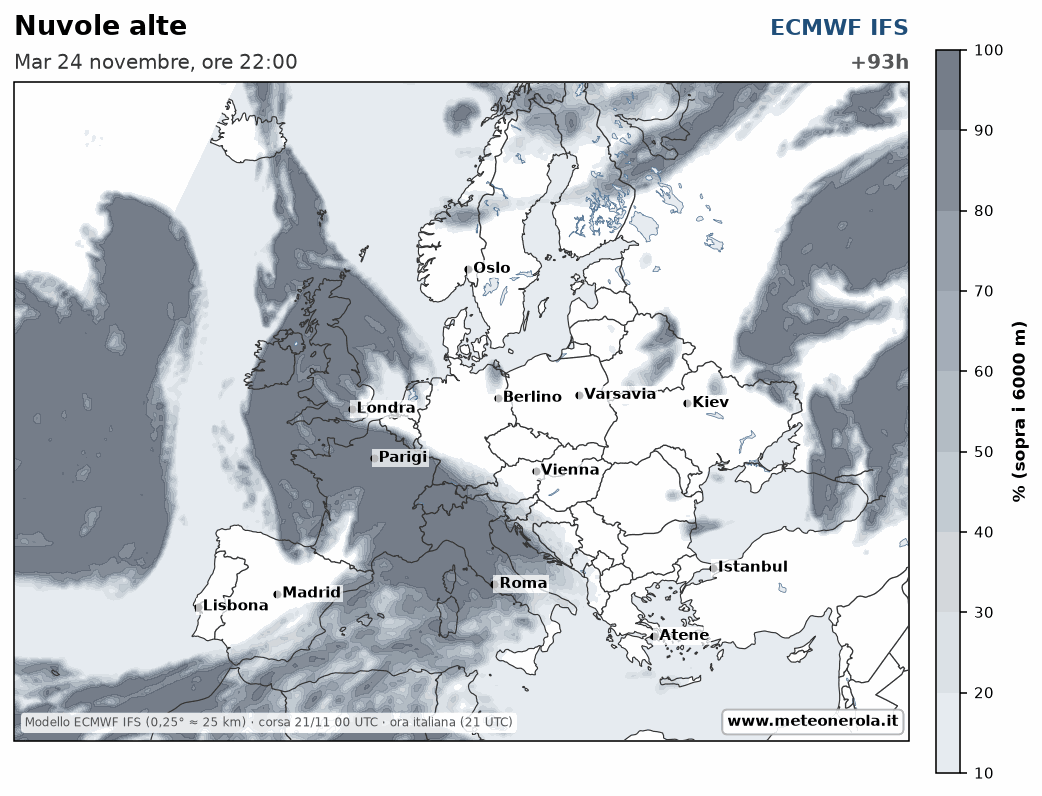 Nuvole alte
ECMWF IFS
Mar 24 novembre, ore 22:00
+93h
Oslo
Berlino
Varsavia
Kiev
Londra
Parigi
Vienna
Istanbul
Roma
Madrid
Lisbona
Atene
100
90
80
70
60
50
40
30
20
10
% (sopra i 6000 m)
Modello ECMWF IFS (0,25° ≈ 25 km) · corsa 21/11 00 UTC · ora italiana (21 UTC)
www.meteonerola.it